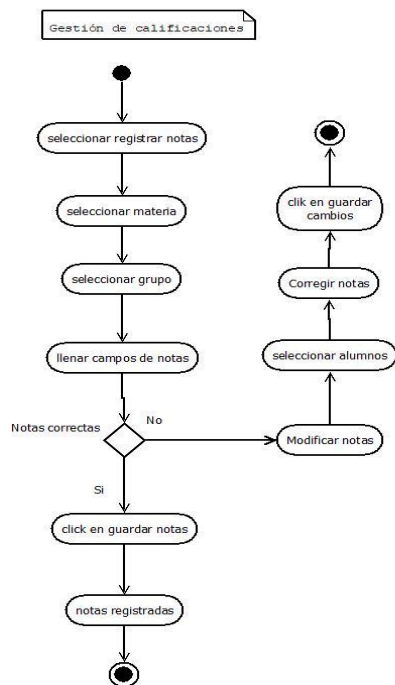 Gestión de calificaciones
seleccionar registrar notas
seleccionar materia
seleccionar grupo
llenar campos de notas
Notas correctas
No
Si
click en guardar notas
notas registradas
Modificar notas
seleccionar alumnos
Corregir notas
clik en guardar
cambios